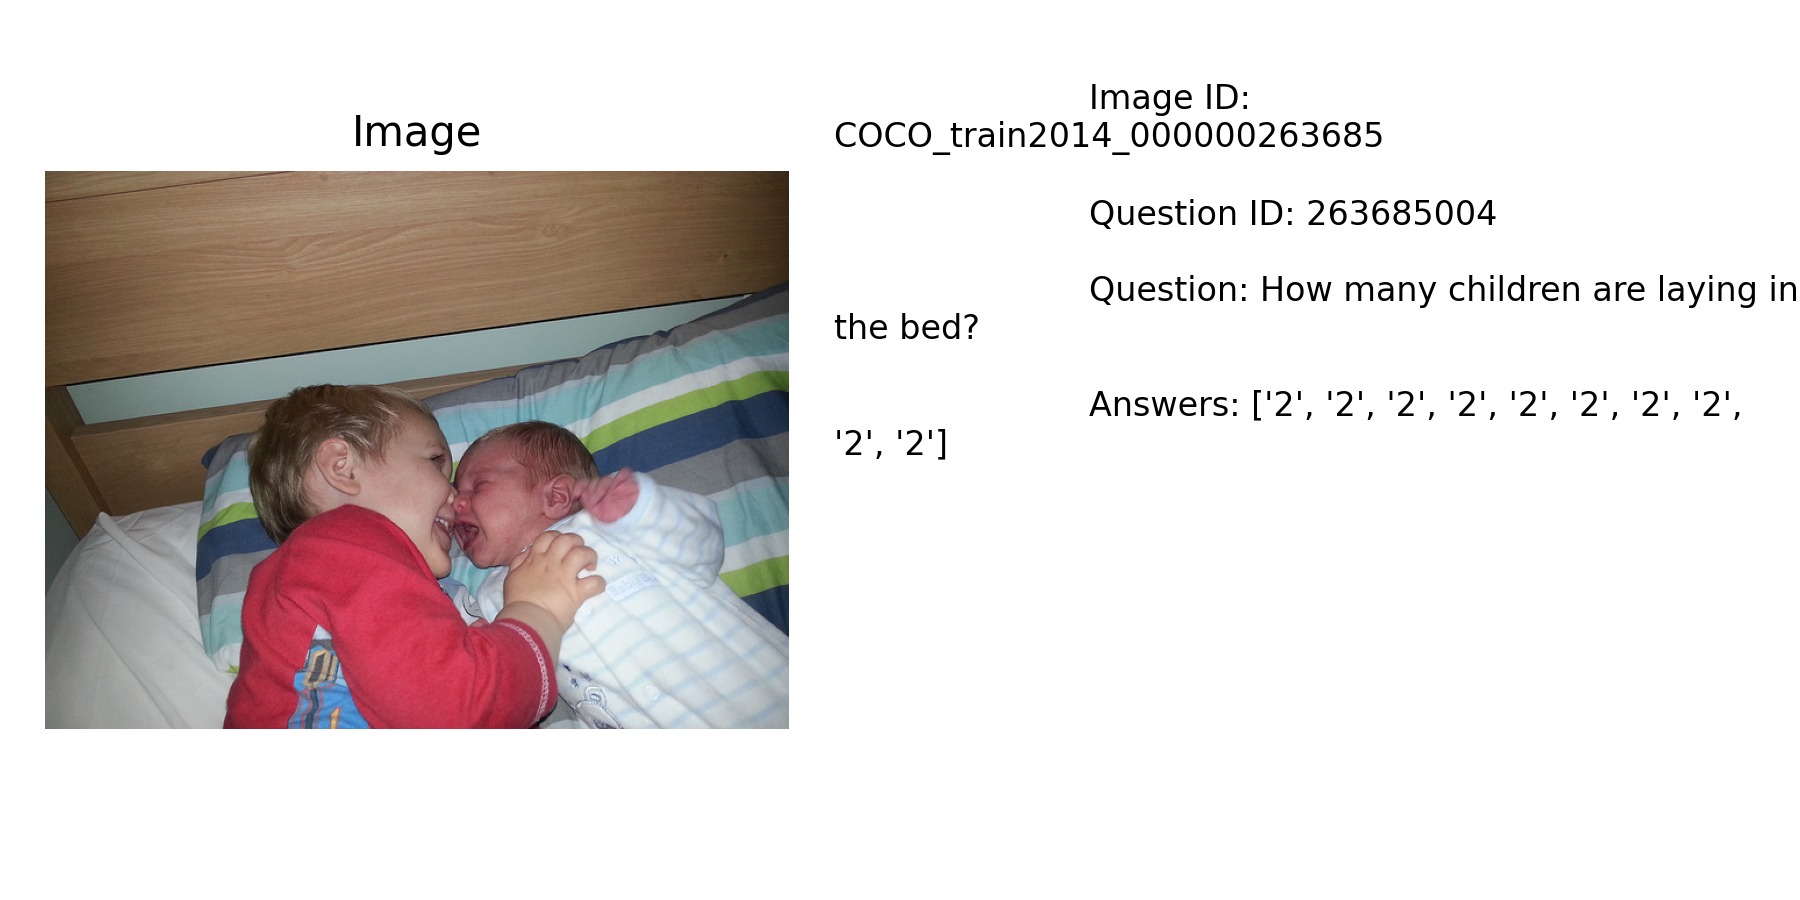 Image
Image ID:
COCO_train2014_000000263685
Question ID: 263685004
Question: How many children are laying in
the bed?
Answers: ['2', '2', '2', '2', '2', '2', '2', '2',
'2', '2']